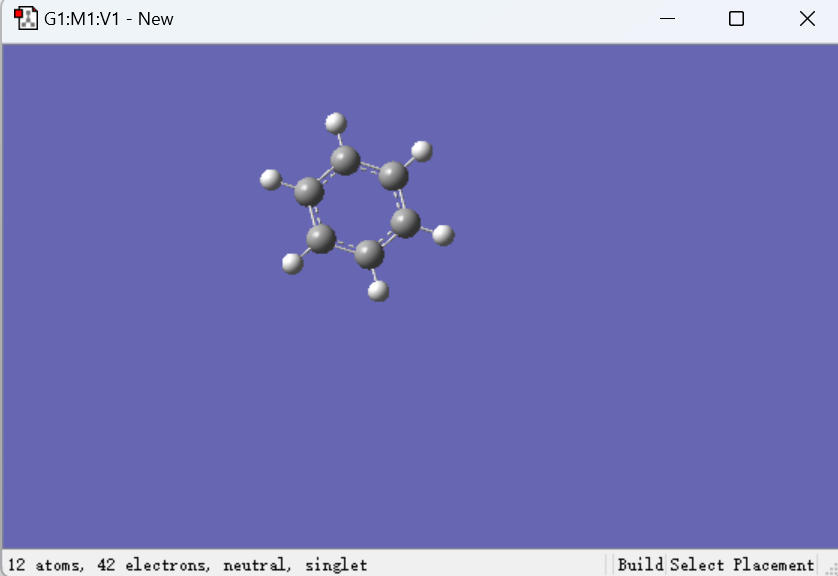 G1:M1:V1 - New
12 atoms, 42 electrons, neutral, singlet
Build Select Placement